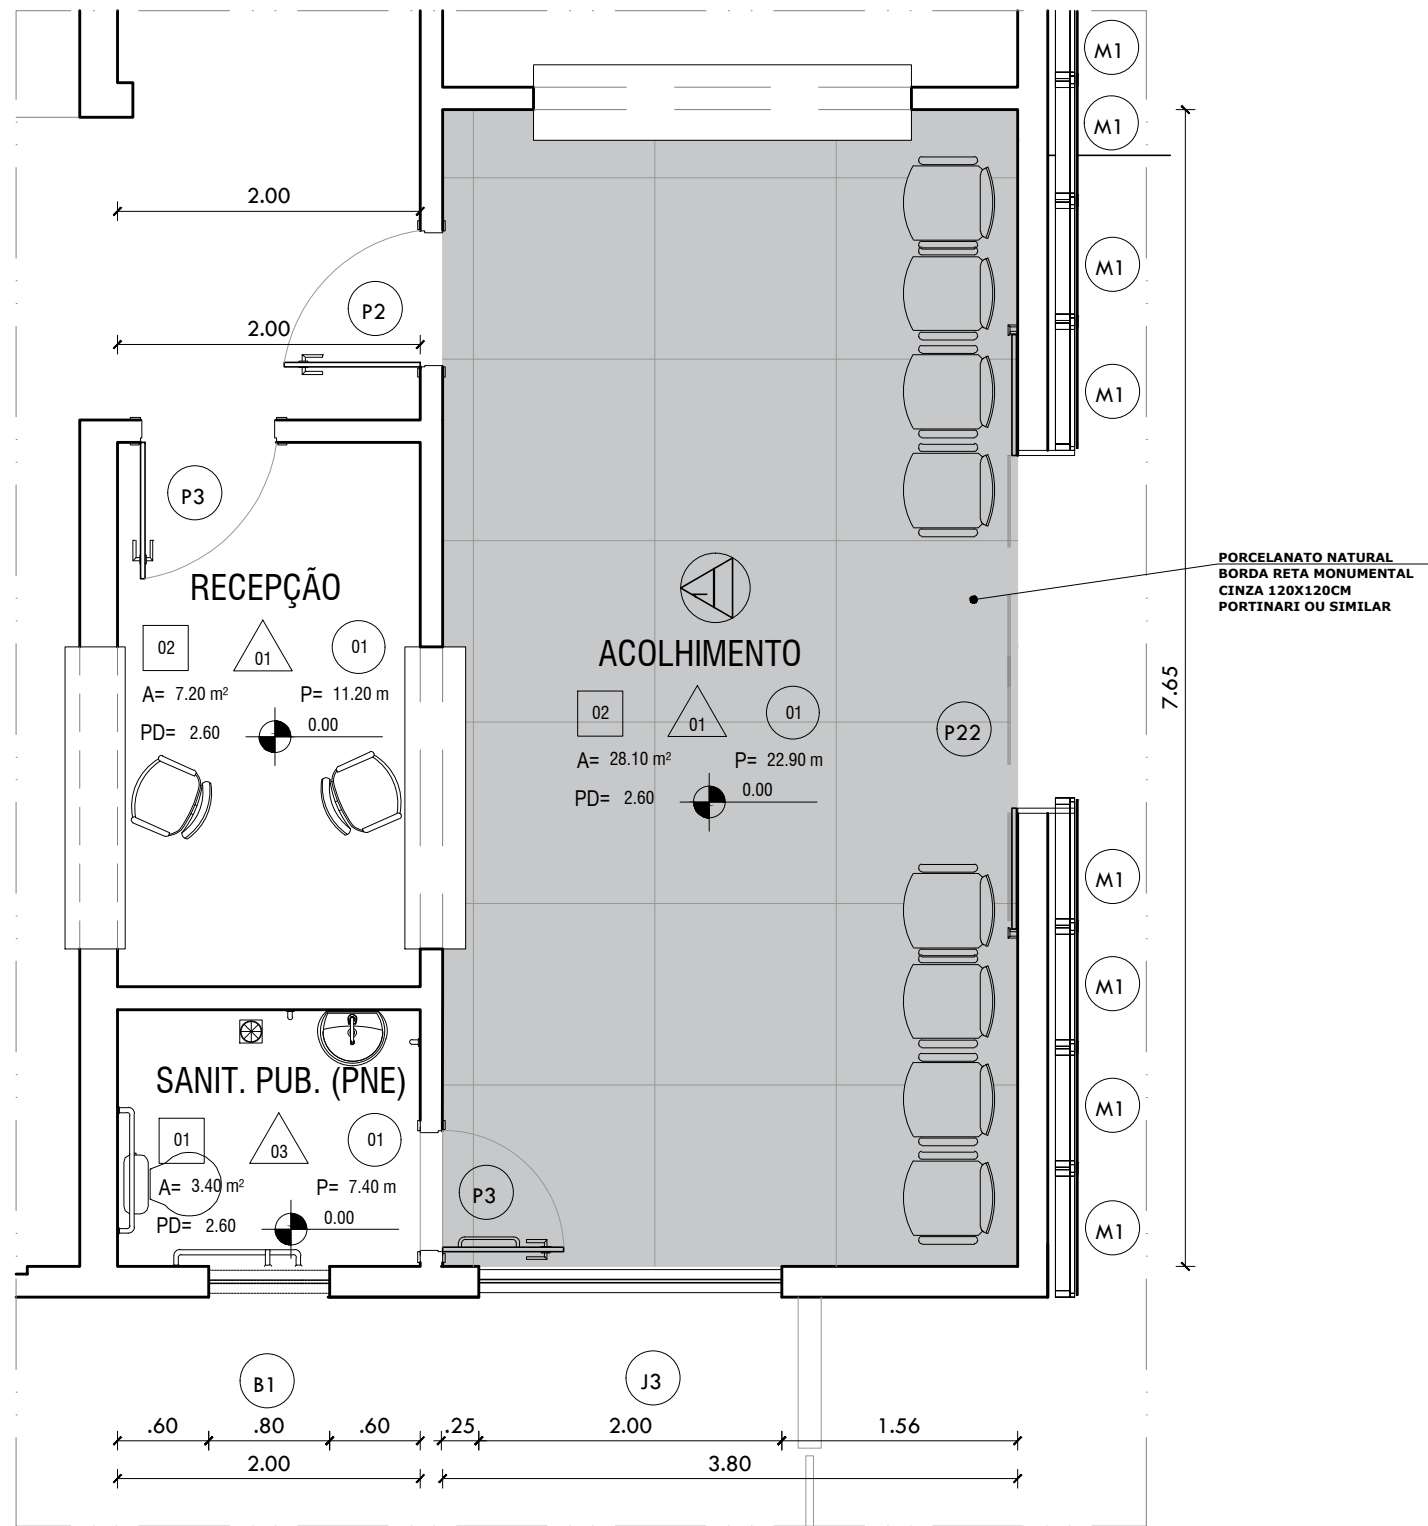 M1
M1
2.00
M1
P2
2.00
M1
P3
PORCELANATO NATURAL
BORDA RETA MONUMENTAL
CINZA 120X120CM
PORTINARI OU SIMILAR
RECEPÇÃO
02
01
01
A= 7.20 m²
P= 11.20 m
PD= 2.60
0.00
1
ACOLHIMENTO
02
01
01
A= 28.10 m²
P= 22.90 m
PD= 2.60
0.00
P22
7.65
M1
M1
SANIT. PUB. (PNE)
01
03
01
A= 3.40 m²
P= 7.40 m
PD= 2.60
0.00
P3
M1
M1
B1
J3
.60
.80
.60
.25
2.00
1.56
2.00
3.80